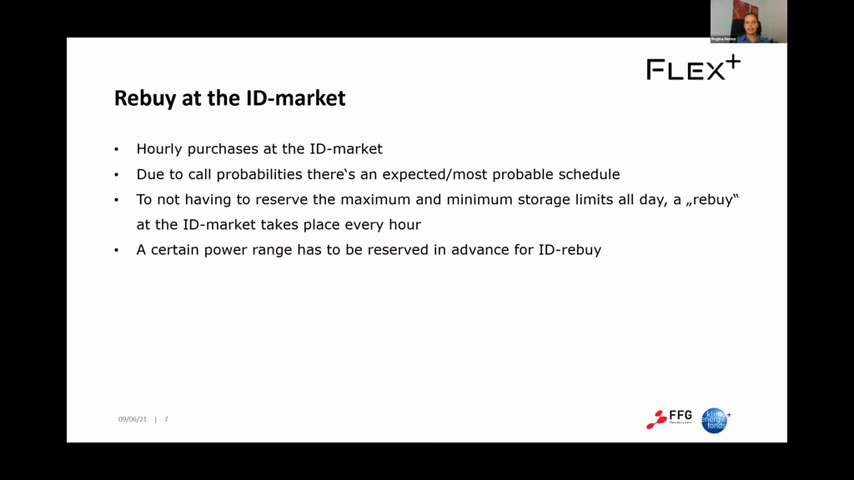 FLEX+
Rebuy at the ID-market
• Hourly purchases at the ID-market
• Due to call probabilities there‘s an expected/most probable schedule
• To not having to reserve the maximum and minimum storage limits all day, a „rebuy“
at the ID-market takes place every hour
• A certain power range has to be reserved in advance for ID-rebuy
09/06/21 | 7
FFG
klima
energie
fonds